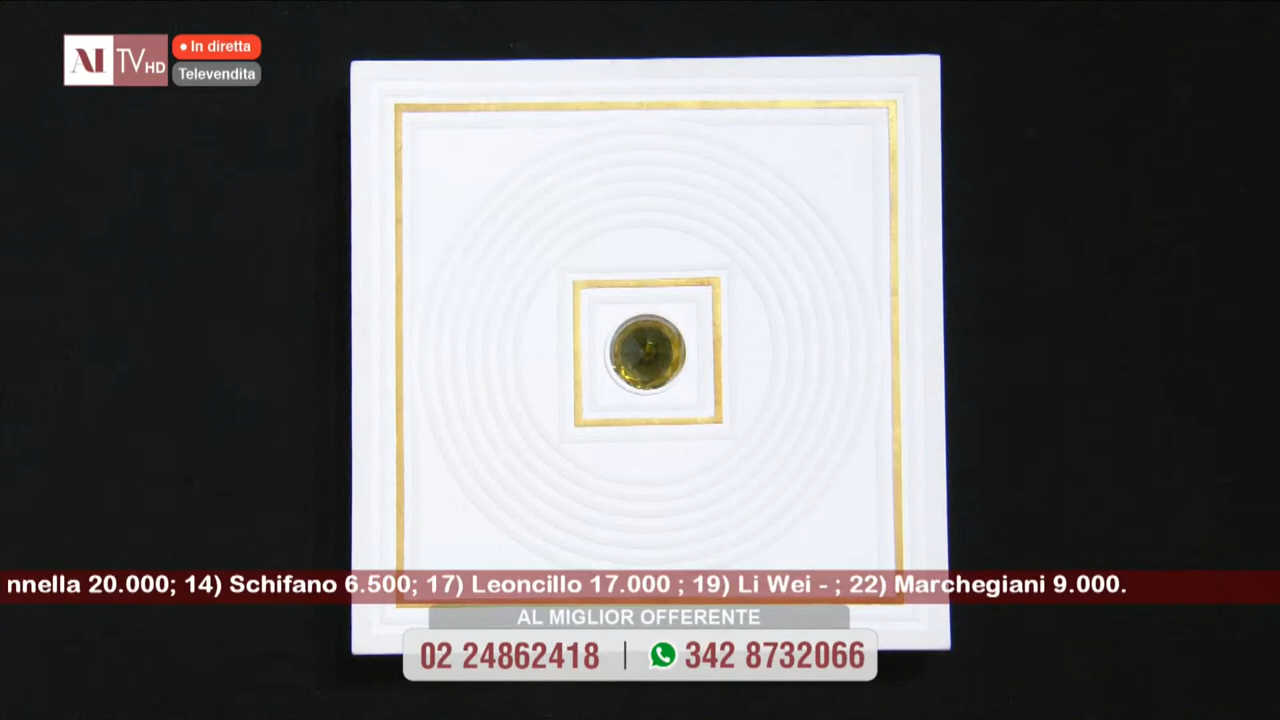 AI TV HD
• In diretta
Televendita
nnella 20.000; 14) Schifano 6.500; 17) Leoncillo 17.000 ; 19) Li Wei - ; 22) Marchegiani 9.000.
AL MIGLIOR OFFERENTE
02 24862418 | 342 8732066